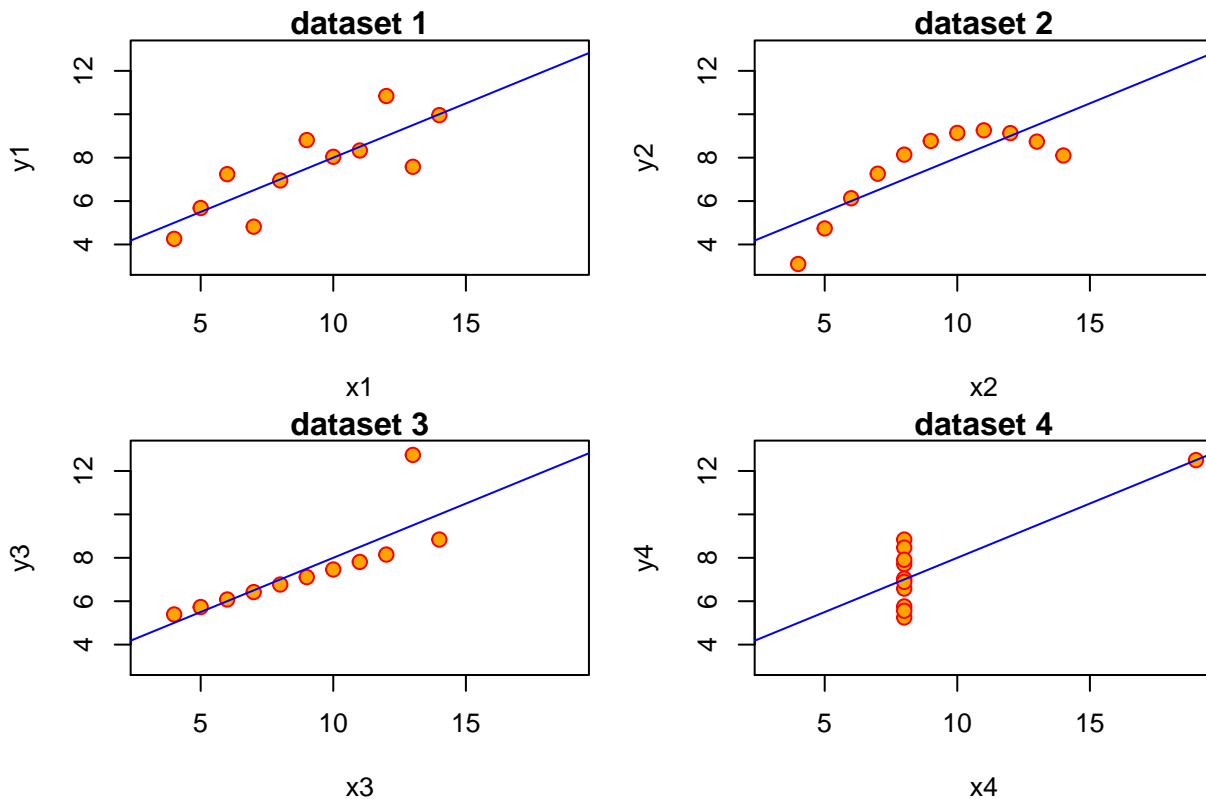 dataset 1
y1
4 6 8 12
5 10 15
x1
dataset 2
y2
4 6 8 12
5 10 15
x2
dataset 3
y3
4 6 8 12
5 10 15
x3
dataset 4
y4
4 6 8 12
5 10 15
x4